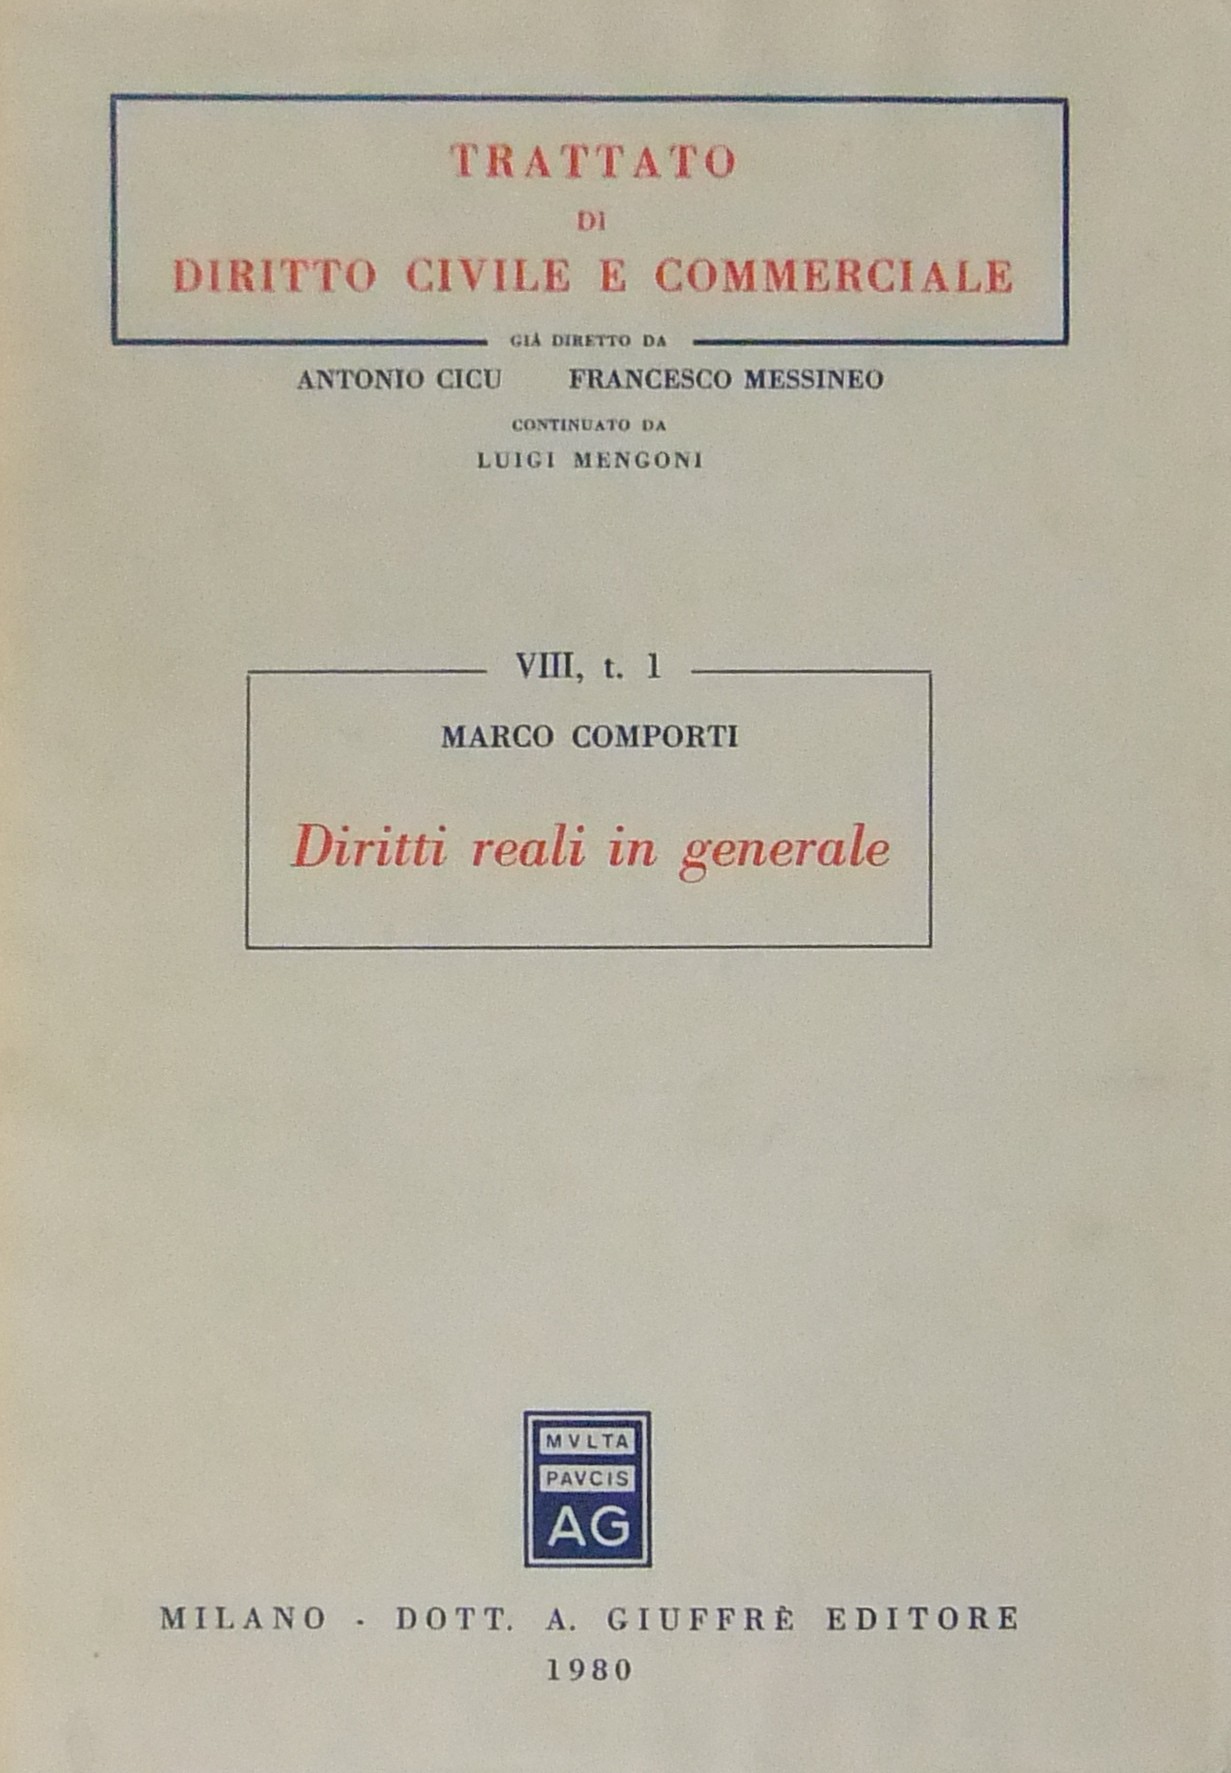 TRATTATO
DI
DIRITTO CIVILE E COMMERCIALE
GIÀ DIRETTO DA
ANTONIO CICU FRANCESCO MESSINEO
CONTINUATO DA
LUIGI MENGONI
VIII, t. 1
MARCO COMPORTI
Diritti reali in generale
MVLTA
PAVCIS
AG
MILANO - DOTT. A. GIUFFRÈ EDITORE
1980